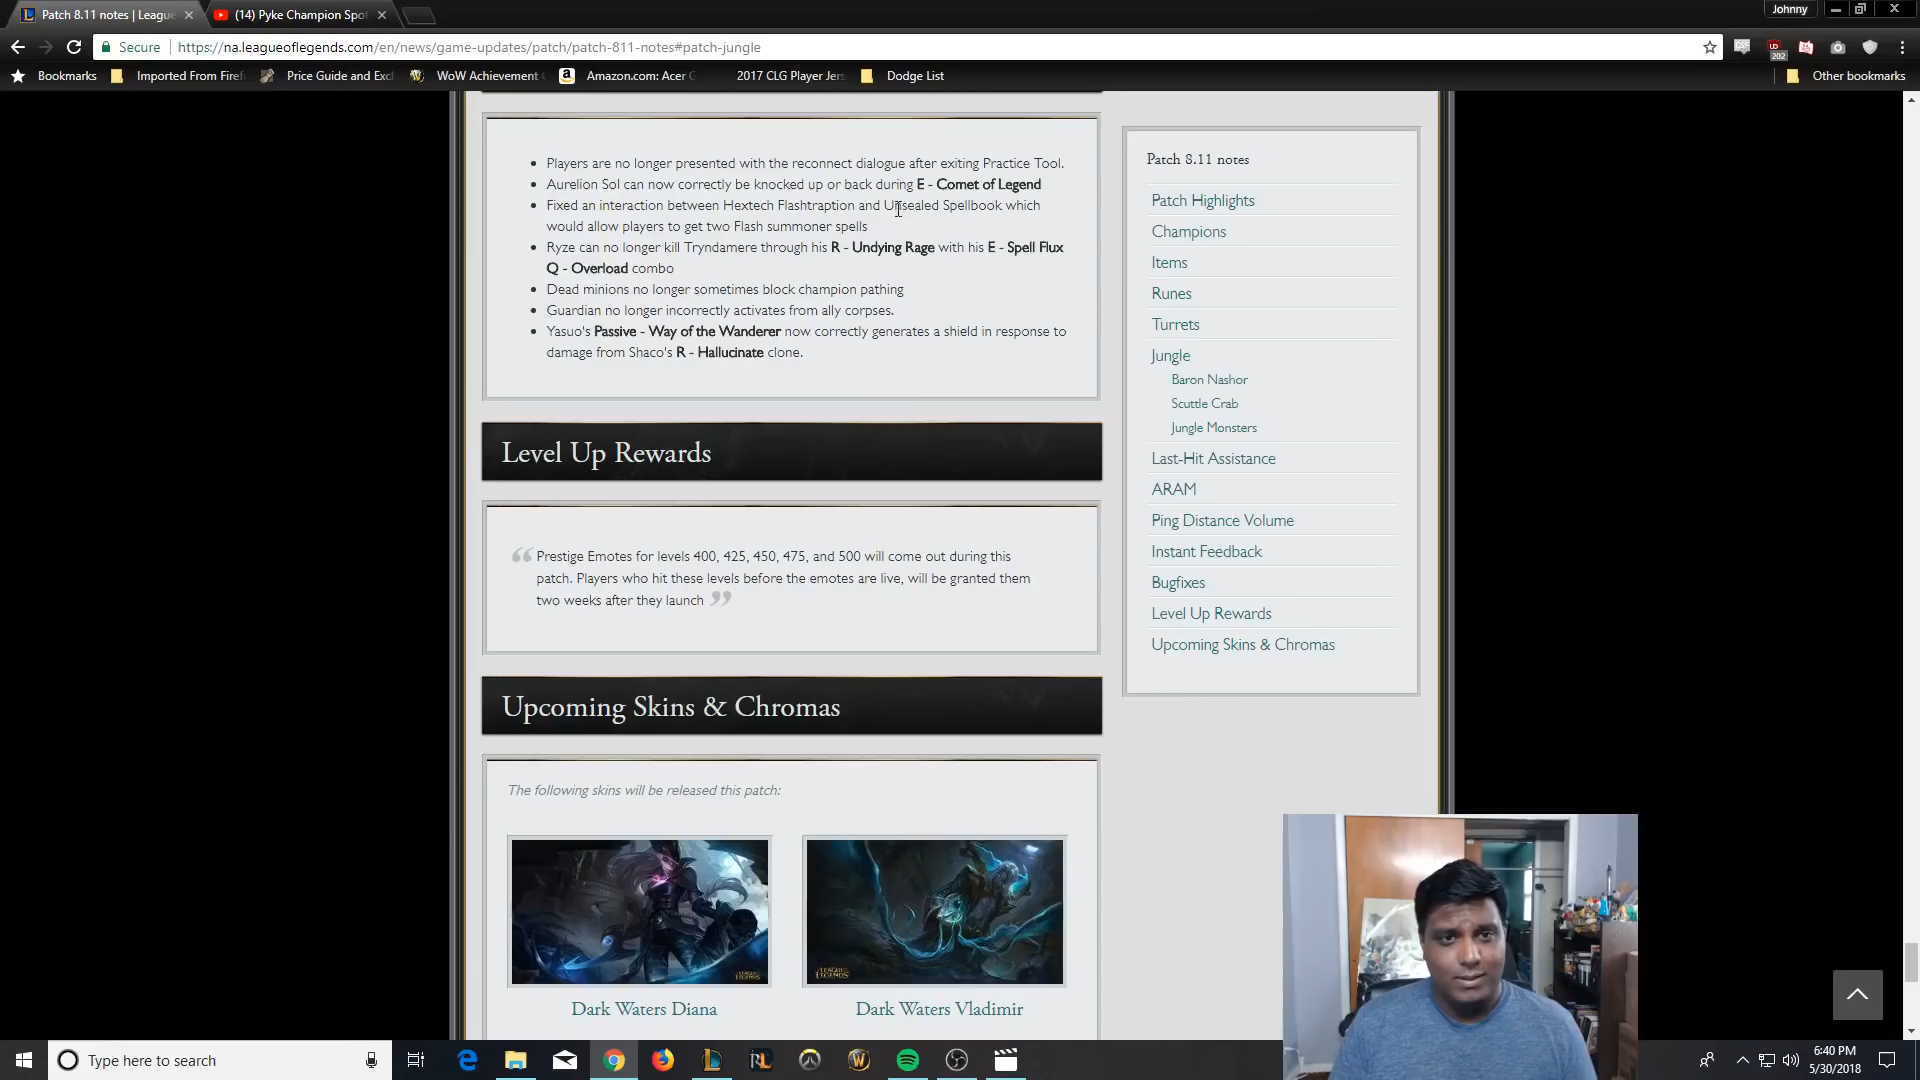 Patch 8.11 notes | League
(14) Pyke Champion Spo
Johnny
Secure
https://na.leagueoflegends.com/en/news/game-updates/patch/patch-811-notes#patch-jungle
202
Bookmarks
Imported From Firef
Price Guide and Exc
WoW Achievement
Amazon.com: Acer
2017 CLG Player Jers
Dodge List
Other bookmarks
Players are no longer presented with the reconnect dialogue after exiting Practice Tool.
Aurelion Sol can now correctly be knocked up or back during E - Comet of Legend
Fixed an interaction between Hextech Flashtraption and Unsealed Spellbook which
would allow players to get two Flash summoner spells
Ryze can no longer kill Tryndamere through his R - Undying Rage with his E - Spell Flux
Q - Overload combo
Dead minions no longer sometimes block champion pathing
Guardian no longer incorrectly activates from ally corpses.
Yasuo's Passive - Way of the Wanderer now correctly generates a shield in response to
damage from Shaco's R - Hallucinate clone.
Level Up Rewards
“ Prestige Emotes for levels 400, 425, 450, 475, and 500 will come out during this
patch. Players who hit these levels before the emotes are live, will be granted them
two weeks after they launch ”
Upcoming Skins & Chromas
The following skins will be released this patch:
LEAGUE OF LEGENDS
LEAGUE OF LEGENDS
Dark Waters Diana
Dark Waters Vladimir
Patch 8.11 notes
Patch Highlights
Champions
Items
Runes
Turrets
Jungle
Baron Nashor
Scuttle Crab
Jungle Monsters
Last-Hit Assistance
ARAM
Ping Distance Volume
Instant Feedback
Bugfixes
Level Up Rewards
Upcoming Skins & Chromas
Type here to search
RL
6:40 PM
5/30/2018